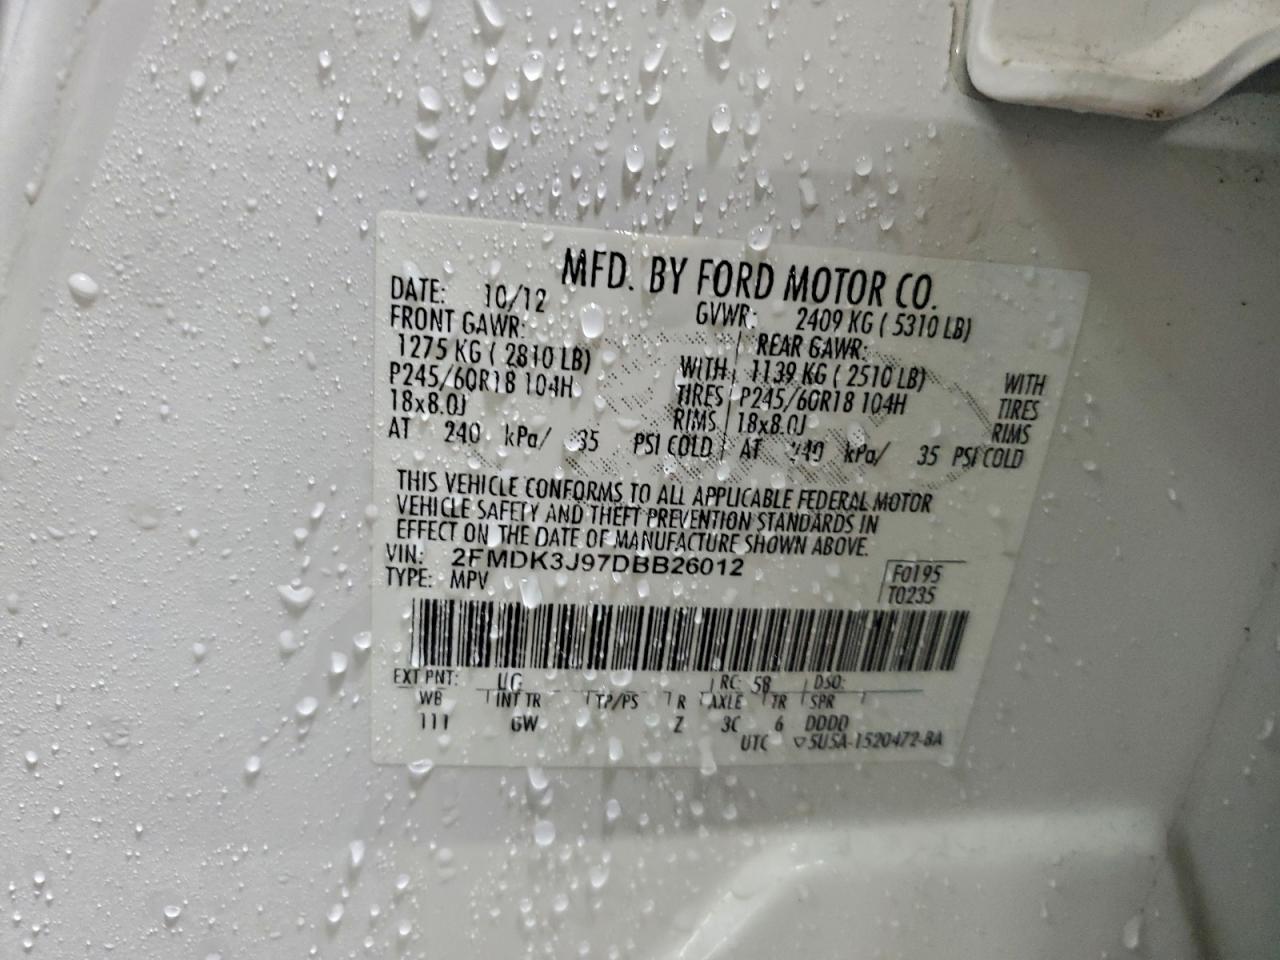 MFD. BY FORD MOTOR CO.
DATE: 10/12 GVWR: 2409 KG ( 5310 LB)
FRONT GAWR: REAR GAWR:
1275 KG ( 2810 LB) WITH 1139 KG ( 2510 LB) WITH
P245/60R18 104H TIRES P245/60R18 104H TIRES
18x8.0J RIMS 18x8.0J RIMS
AT 240 kPa/ 35 PSI COLD AT 240 kPa/ 35 PSI COLD
THIS VEHICLE CONFORMS TO ALL APPLICABLE FEDERAL MOTOR
VEHICLE SAFETY AND THEFT PREVENTION STANDARDS IN
EFFECT ON THE DATE OF MANUFACTURE SHOWN ABOVE.
VIN: 2FMDK3J97DBB26012
TYPE: MPV
F0195
T0235
EXT PNT: UG RC: 58 DSO:
WB INT TR TP/PS R AXLE TR SPR
111 GW Z 3C 6 DDDD
UTC ▽5U5A-1520472-BA